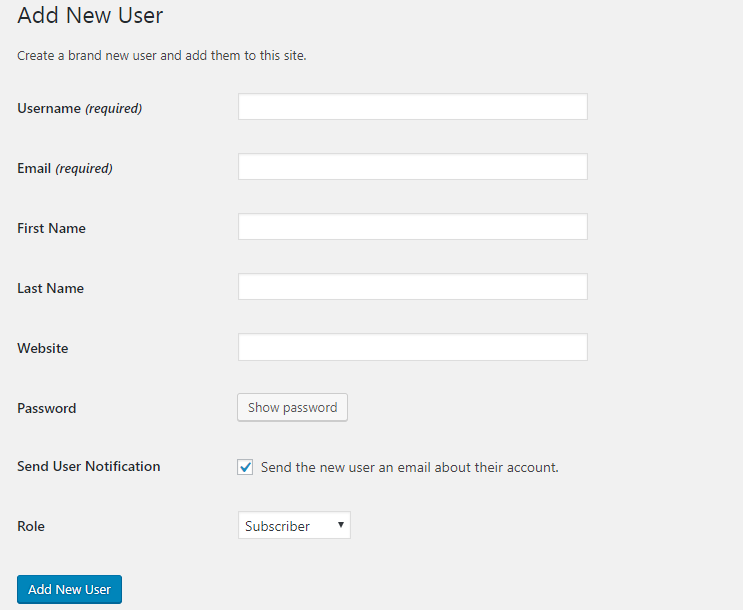 Add New User
Create a brand new user and add them to this site.
Username (required)
Email (required)
First Name
Last Name
Website
Password Show password
Send User Notification Send the new user an email about their account.
Role Subscriber
Add New User